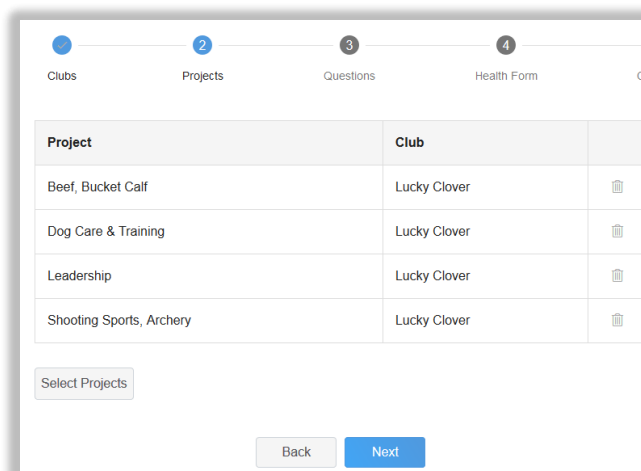 2 3 4
Clubs Projects Questions Health Form
Project Club
Beef, Bucket Calf Lucky Clover
Dog Care & Training Lucky Clover
Leadership Lucky Clover
Shooting Sports, Archery Lucky Clover
Select Projects
Back Next